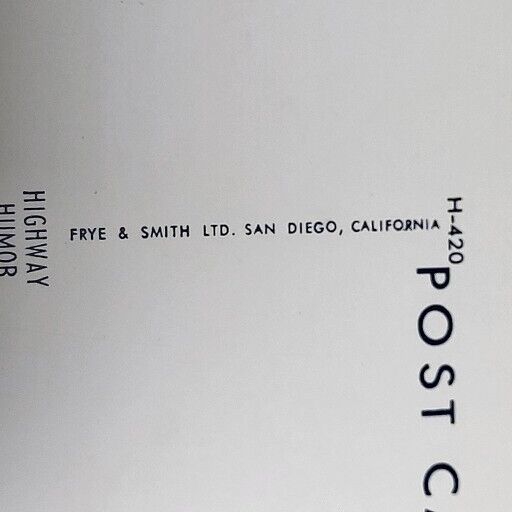 HIGHWAY
HUMOR
FRYE & SMITH LTD. SAN DIEGO, CALIFORNIA
H-420
POST C